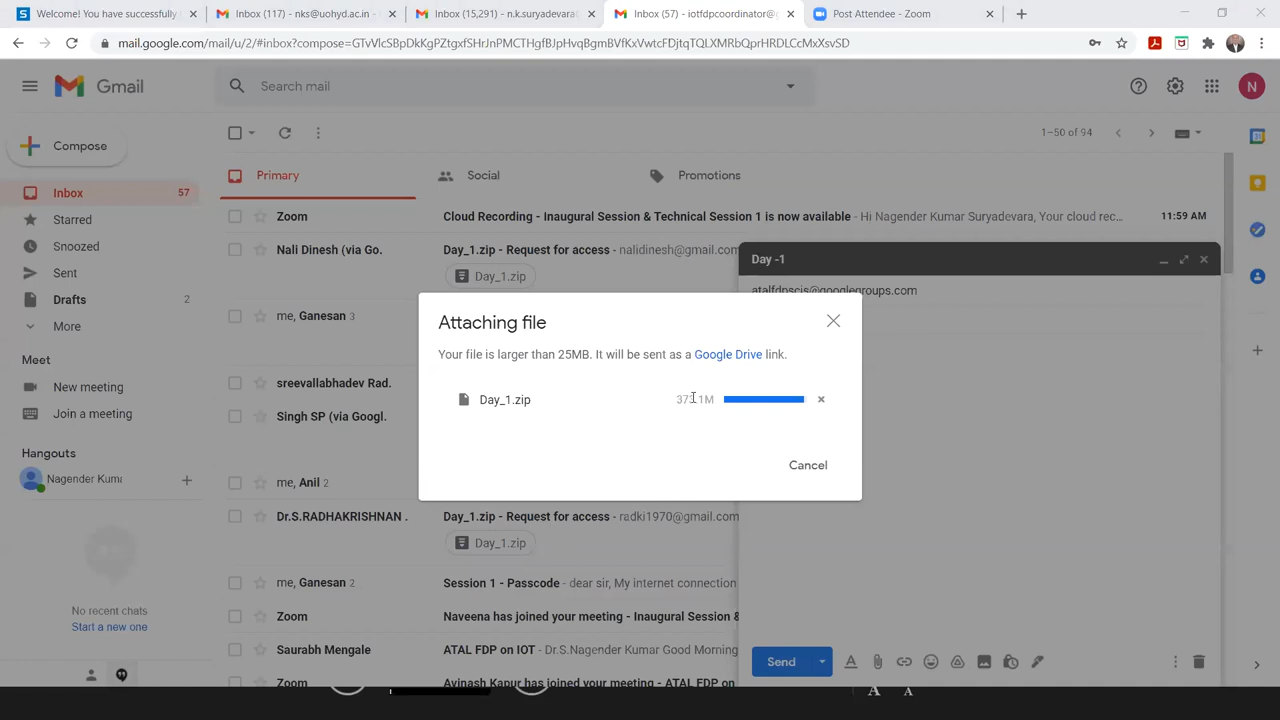 Welcome! You have successfully
Inbox (117) - nks@uohyd.ac.in
Inbox (15,291) - n.k.suryadevara
Inbox (57) - iotfdpcoordinator@
Post Attendee - Zoom
mail.google.com/mail/u/2/#inbox?compose=GTvVlcSBpDkKgPZtgxfSHrJnPMCTHgfBJpHvqBgmBVfKxVwtcFDjtqTQLXMRbQprHRDLCcMxXsvSD
Gmail
Search mail
N
Compose
1–50 of 94
Inbox 57
Starred
Snoozed
Sent
Drafts 2
More
Meet
New meeting
Join a meeting
Hangouts
Nagender Kuma
No recent chats
Start a new one
Primary
Social
Promotions
Zoom Cloud Recording - Inaugural Session & Technical Session 1 is now available - Hi Nagender Kumar Suryadevara, Your cloud rec… 11:59 AM
Nali Dinesh (via Go. Day_1.zip - Request for access - nalidinesh@gmail.com
Day_1.zip
me, Ganesan 3
sreevallabhadev Rad.
Singh SP (via Googl.
me, Anil 2
Dr.S.RADHAKRISHNAN . Day_1.zip - Request for access - radki1970@gmail.com
Day_1.zip
me, Ganesan 2 Session 1 - Passcode - dear sir, My internet connection
Zoom Naveena has joined your meeting - Inaugural Session &
Saurabh Mengale ATAL FDP on IOT - Dr.S.Nagender Kumar Good Morning
Zoom Avinash Kapur has joined your meeting - ATAL FDP
Day -1
atalfdpscis@googlegroups.com
Attaching file
Your file is larger than 25MB. It will be sent as a Google Drive link.
Day_1.zip
Cancel
Send
A A